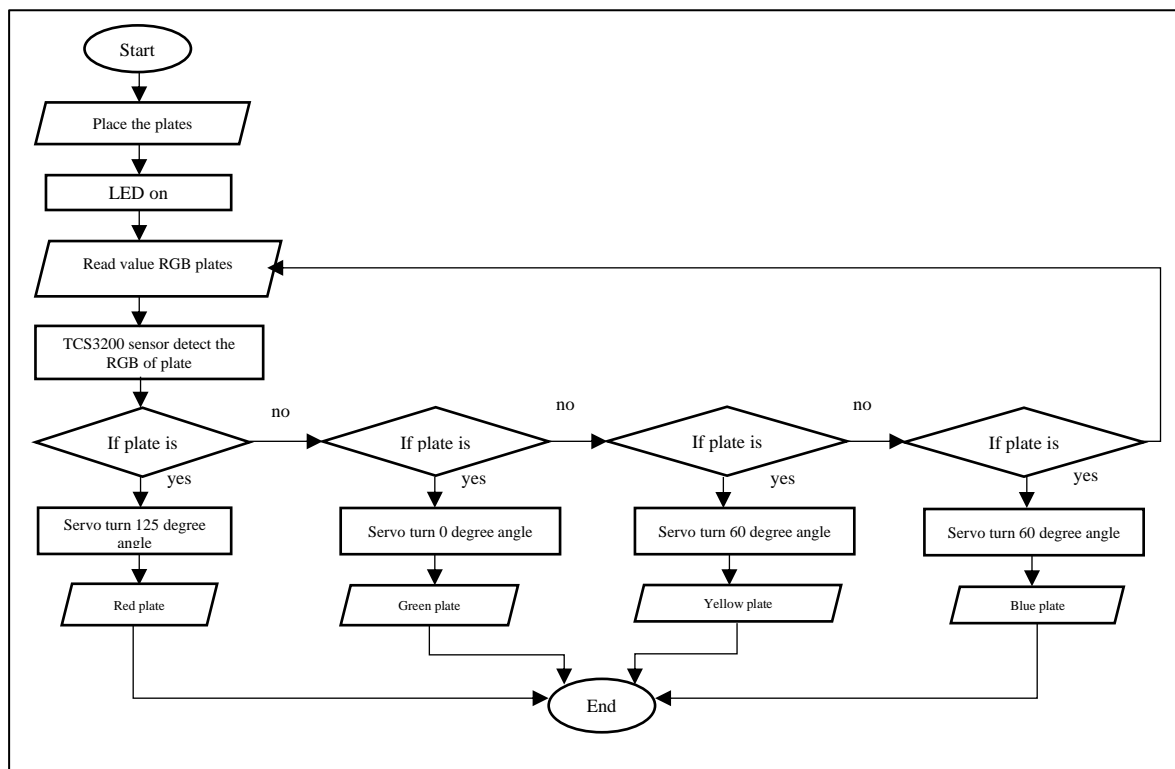 Start
Place the plates
LED on
Read value RGB plates
TCS3200 sensor detect the
RGB of plate
no
no
no
If plate is
If plate is
If plate is
If plate is
yes
yes
yes
yes
Servo turn 125 degree
angle
Servo turn 0 degree angle
Servo turn 60 degree angle
Servo turn 60 degree angle
Red plate
Green plate
Yellow plate
Blue plate
End